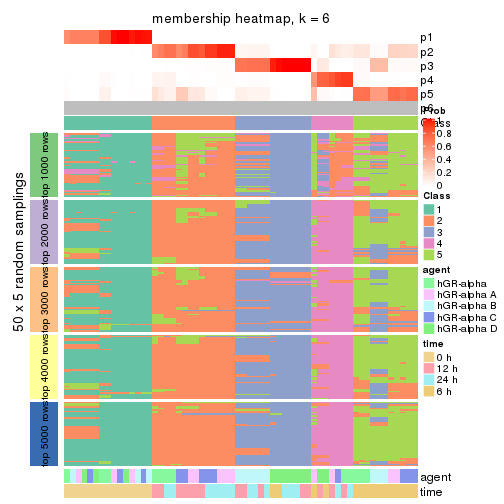 membership heatmap, k = 6
p1
p2
p3
p4
p5
p6
Class
50 x 5 random samplings
top 1000 rows
top 2000 rows
top 3000 rows
top 4000 rows
top 5000 rows
Prob
1
0.8
0.6
0.4
0.2
0
Class
1
2
3
4
5
agent
hGR-alpha
hGR-alpha A
hGR-alpha B
hGR-alpha C
hGR-alpha D
time
0 h
12 h
24 h
6 h
agent
time